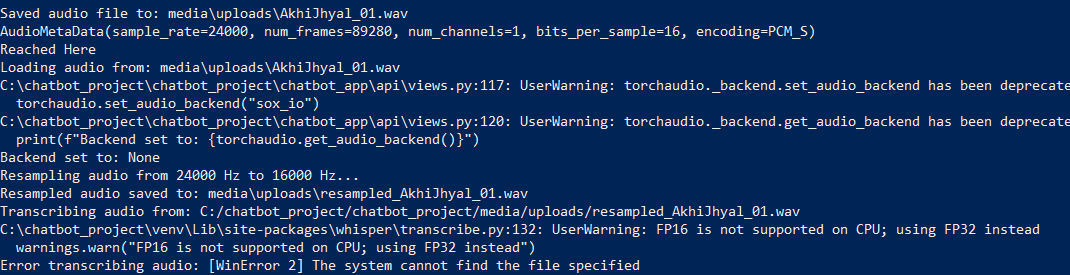 Saved audio file to: media\uploads\AkhiJhyal_01.wav
AudioMetaData(sample_rate=24000, num_frames=89280, num_channels=1, bits_per_sample=16, encoding=PCM_S)
Reached Here
Loading audio from: media\uploads\AkhiJhyal_01.wav
C:\chatbot_project\chatbot_project\chatbot_app\api\views.py:117: UserWarning: torchaudio._backend.set_audio_backend has been deprecate
  torchaudio.set_audio_backend("sox_io")
C:\chatbot_project\chatbot_project\chatbot_app\api\views.py:120: UserWarning: torchaudio._backend.get_audio_backend has been deprecate
  print(f"Backend set to: {torchaudio.get_audio_backend()}")
Backend set to: None
Resampling audio from 24000 Hz to 16000 Hz...
Resampled audio saved to: media\uploads\resampled_AkhiJhyal_01.wav
Transcribing audio from: C:/chatbot_project/chatbot_project/media/uploads/resampled_AkhiJhyal_01.wav
C:\chatbot_project\venv\Lib\site-packages\whisper\transcribe.py:132: UserWarning: FP16 is not supported on CPU; using FP32 instead
  warnings.warn("FP16 is not supported on CPU; using FP32 instead")
Error transcribing audio: [WinError 2] The system cannot find the file specified